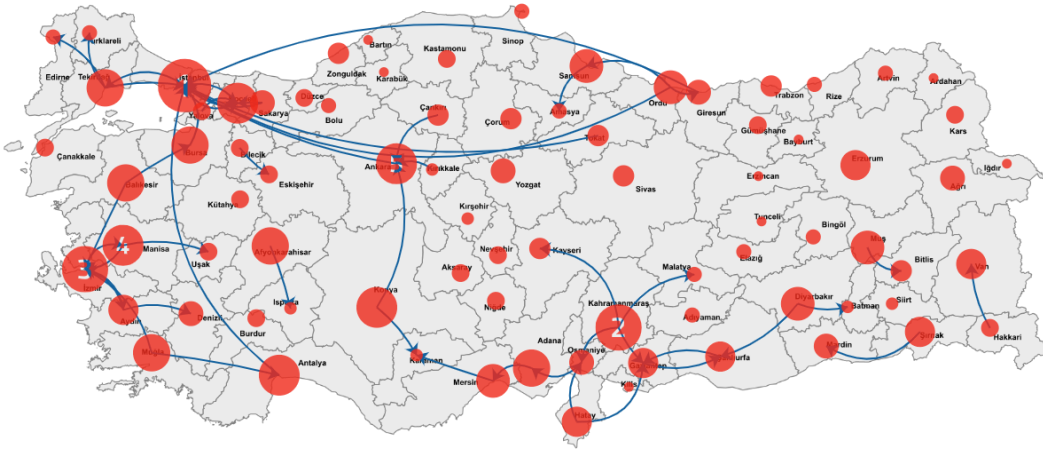 Sinop
Bartın
Kırklareli
Kastamonu
Edirne
Tekirdağ
İstanbul
Zonguldak
Karabük
Samsun
Artvin
Ardahan
Düzce
Ordu
Trabzon
Rize
Yalova
Sakarya
Bolu
Çankırı
Çorum
Amasya
Giresun
Kars
Gümüşhane
Tokat
Bayburt
Çanakkale
Bursa
Bilecik
Ankara
Kırıkkale
Erzurum
Iğdır
Eskişehir
Yozgat
Sivas
Erzincan
Ağrı
Balıkesir
Kütahya
Kırşehir
Tunceli
Bingöl
4
Manisa
Afyonkarahisar
Nevşehir
Kayseri
Muş
Elazığ
3
İzmir
Uşak
Aksaray
Malatya
Bitlis
Van
Konya
Isparta
Niğde
Kahramanmaraş
Diyarbakır
Siirt
Batman
Aydın
Denizli
Burdur
2
Adıyaman
Şırnak
Hakkari
Muğla
Antalya
Karaman
Adana
Osmaniye
Gaziantep
Şanlıurfa
Mardin
Mersin
Kilis
Hatay